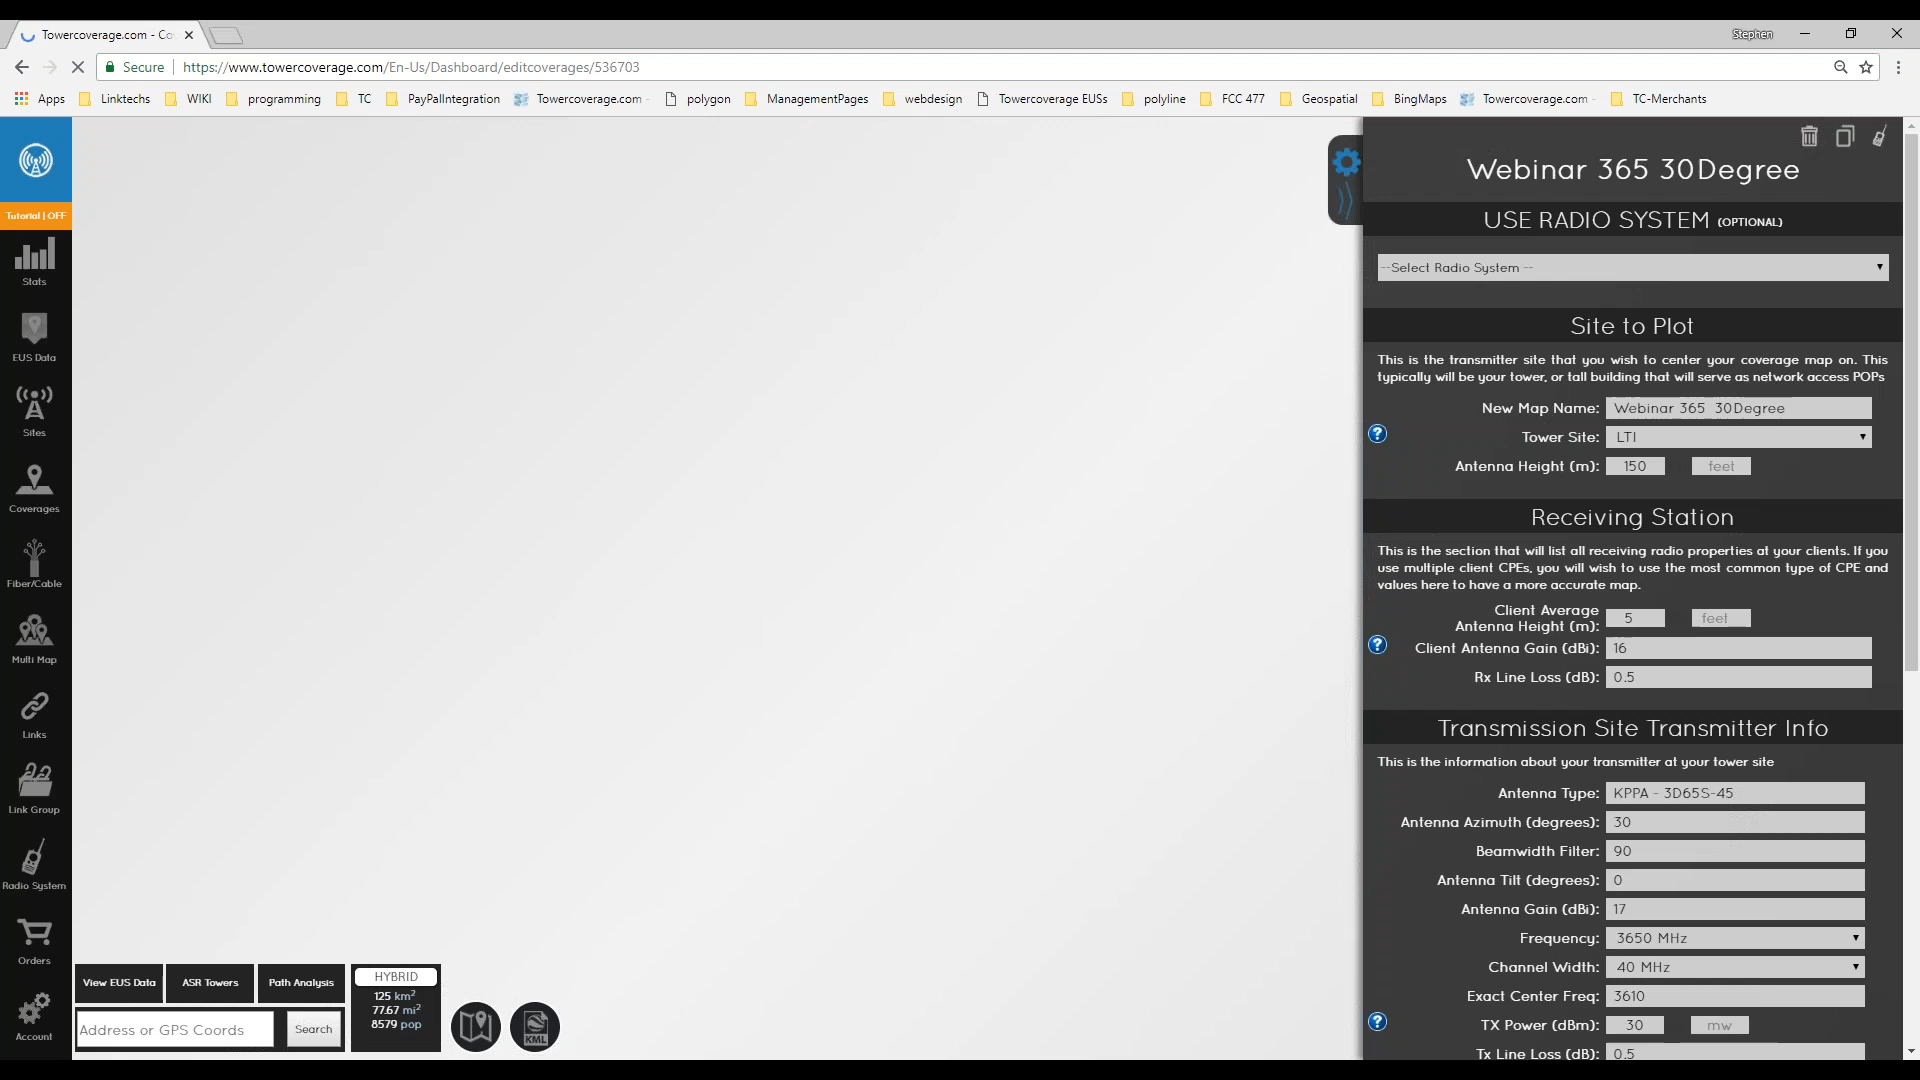 Towercoverage.com - Co
Stephen
Secure
https://www.towercoverage.com/En-Us/Dashboard/editcoverages/536703
Apps Linktechs WIKI programming TC PayPalIntegration Towercoverage.com - polygon ManagementPages webdesign Towercoverage EUSs polyline FCC 477 Geospatial BingMaps Towercoverage.com - TC-Merchants
Tutorial | OFF
Stats
EUS Data
Sites
Coverages
Fiber/Cable
Multi Map
Links
Link Group
Radio System
Orders
Account
View EUS Data ASR Towers Path Analysis
Address or GPS Coords Search
HYBRID
125 km²
77.67 mi²
8579 pop
KML
Webinar 365 30Degree
USE RADIO SYSTEM (OPTIONAL)
--Select Radio System --
Site to Plot
This is the transmitter site that you wish to center your coverage map on. This
typically will be your tower, or tall building that will serve as network access POPs
New Map Name: Webinar 365 30Degree
? Tower Site: LTI
Antenna Height (m): 150 feet
Receiving Station
This is the section that will list all receiving radio properties at your clients. If you
use multiple client CPEs, you will wish to use the most common type of CPE and
values here to have a more accurate map.
Client Average
Antenna Height (m): 5 feet
? Client Antenna Gain (dBi): 16
Rx Line Loss (dB): 0.5
Transmission Site Transmitter Info
This is the information about your transmitter at your tower site
Antenna Type: KPPA - 3D65S-45
Antenna Azimuth (degrees): 30
Beamwidth Filter: 90
Antenna Tilt (degrees): 0
Antenna Gain (dBi): 17
Frequency: 3650 MHz
Channel Width: 40 MHz
Exact Center Freq: 3610
? TX Power (dBm): 30 mw
Tx Line Loss (dB): 0.5